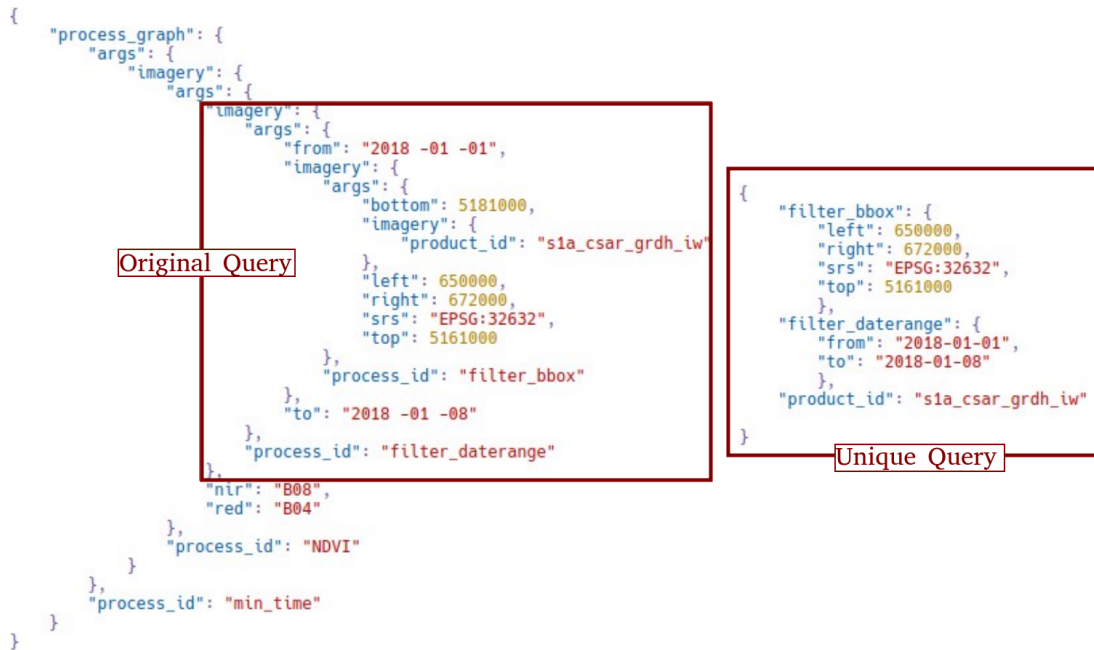 {
"process_graph": {
"args": {
"imagery": {
"args": {
"imagery": {
"args": {
"from": "2018 -01 -01",
"imagery": {
"args": {
"bottom": 5181000,
"imagery": {
"product_id": "s1a_csar_grdh_iw"
},
"left": 650000,
"right": 672000,
"srs": "EPSG:32632",
"top": 5161000
},
"process_id": "filter_bbox"
},
"to": "2018 -01 -08"
},
"process_id": "filter_daterange"
},
"nir": "B08",
"red": "B04"
},
"process_id": "NDVI"
}
},
"process_id": "min_time"
}
}
Original Query
{
"filter_bbox": {
"left": 650000,
"right": 672000,
"srs": "EPSG:32632",
"top": 5161000
},
"filter_daterange": {
"from": "2018-01-01",
"to": "2018-01-08"
},
"product_id": "s1a_csar_grdh_iw"
}
Unique Query